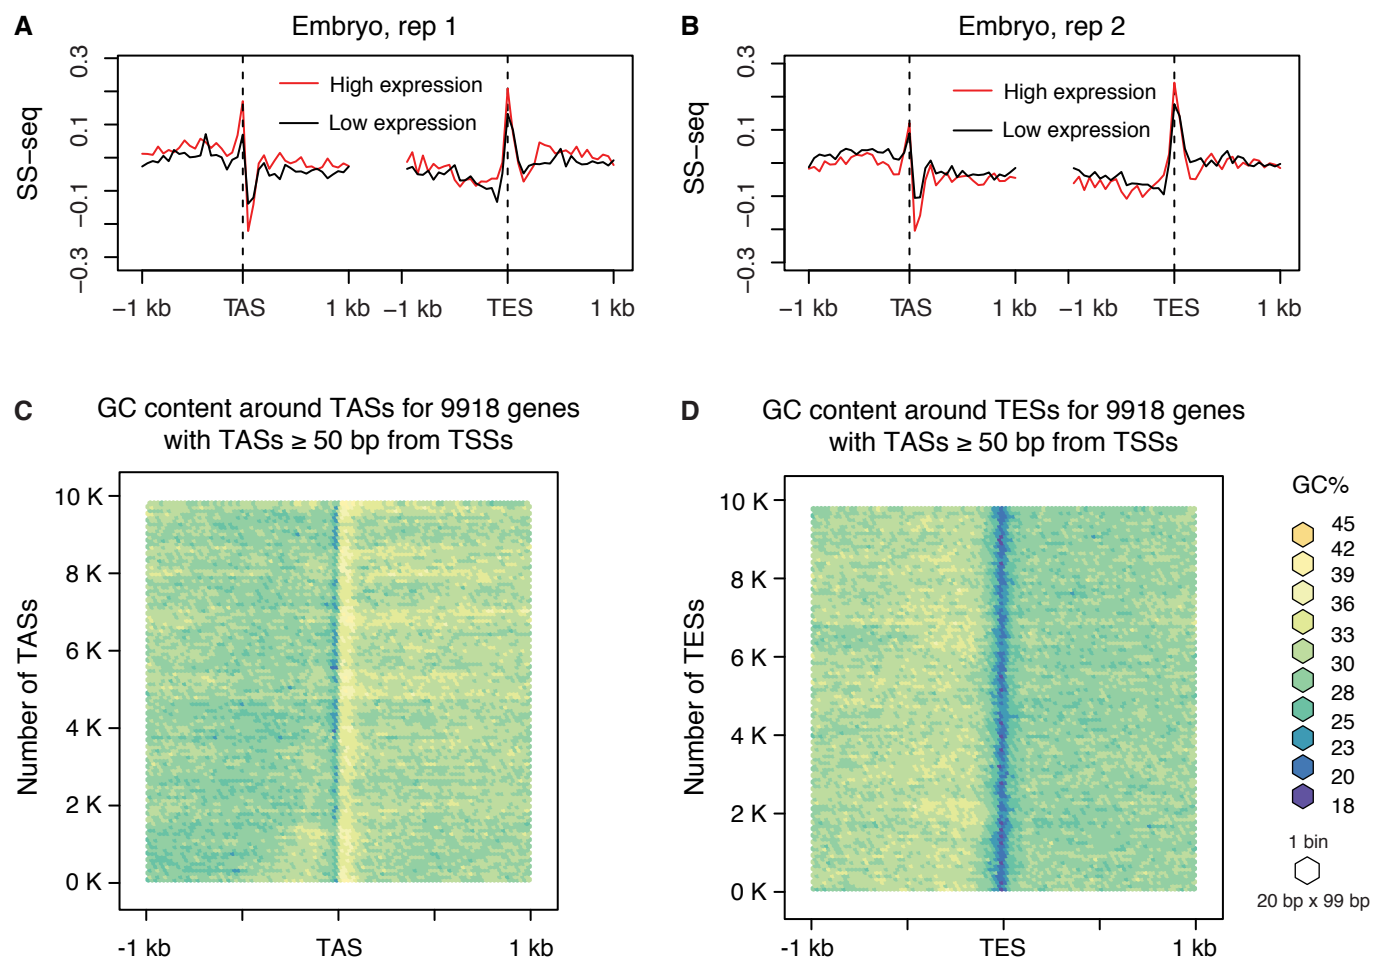 A
Embryo, rep 1
SS−seq
0.3
0.1
−0.1
−0.3
High expression
Low expression
−1 kb
TAS
1 kb
−1 kb
TES
1 kb
B
Embryo, rep 2
SS−seq
0.3
0.1
−0.1
−0.3
High expression
Low expression
−1 kb
TAS
1 kb
−1 kb
TES
1 kb
C
GC content around TASs for 9918 genes
with TASs ≥ 50 bp from TSSs
Number of TASs
10 K
8 K
6 K
4 K
2 K
0 K
-1 kb
TAS
1 kb
D
GC content around TESs for 9918 genes
with TASs ≥ 50 bp from TSSs
Number of TESs
10 K
8 K
6 K
4 K
2 K
0 K
-1 kb
TES
1 kb
GC%
45
42
39
36
33
30
28
25
23
20
18
1 bin
20 bp x 99 bp